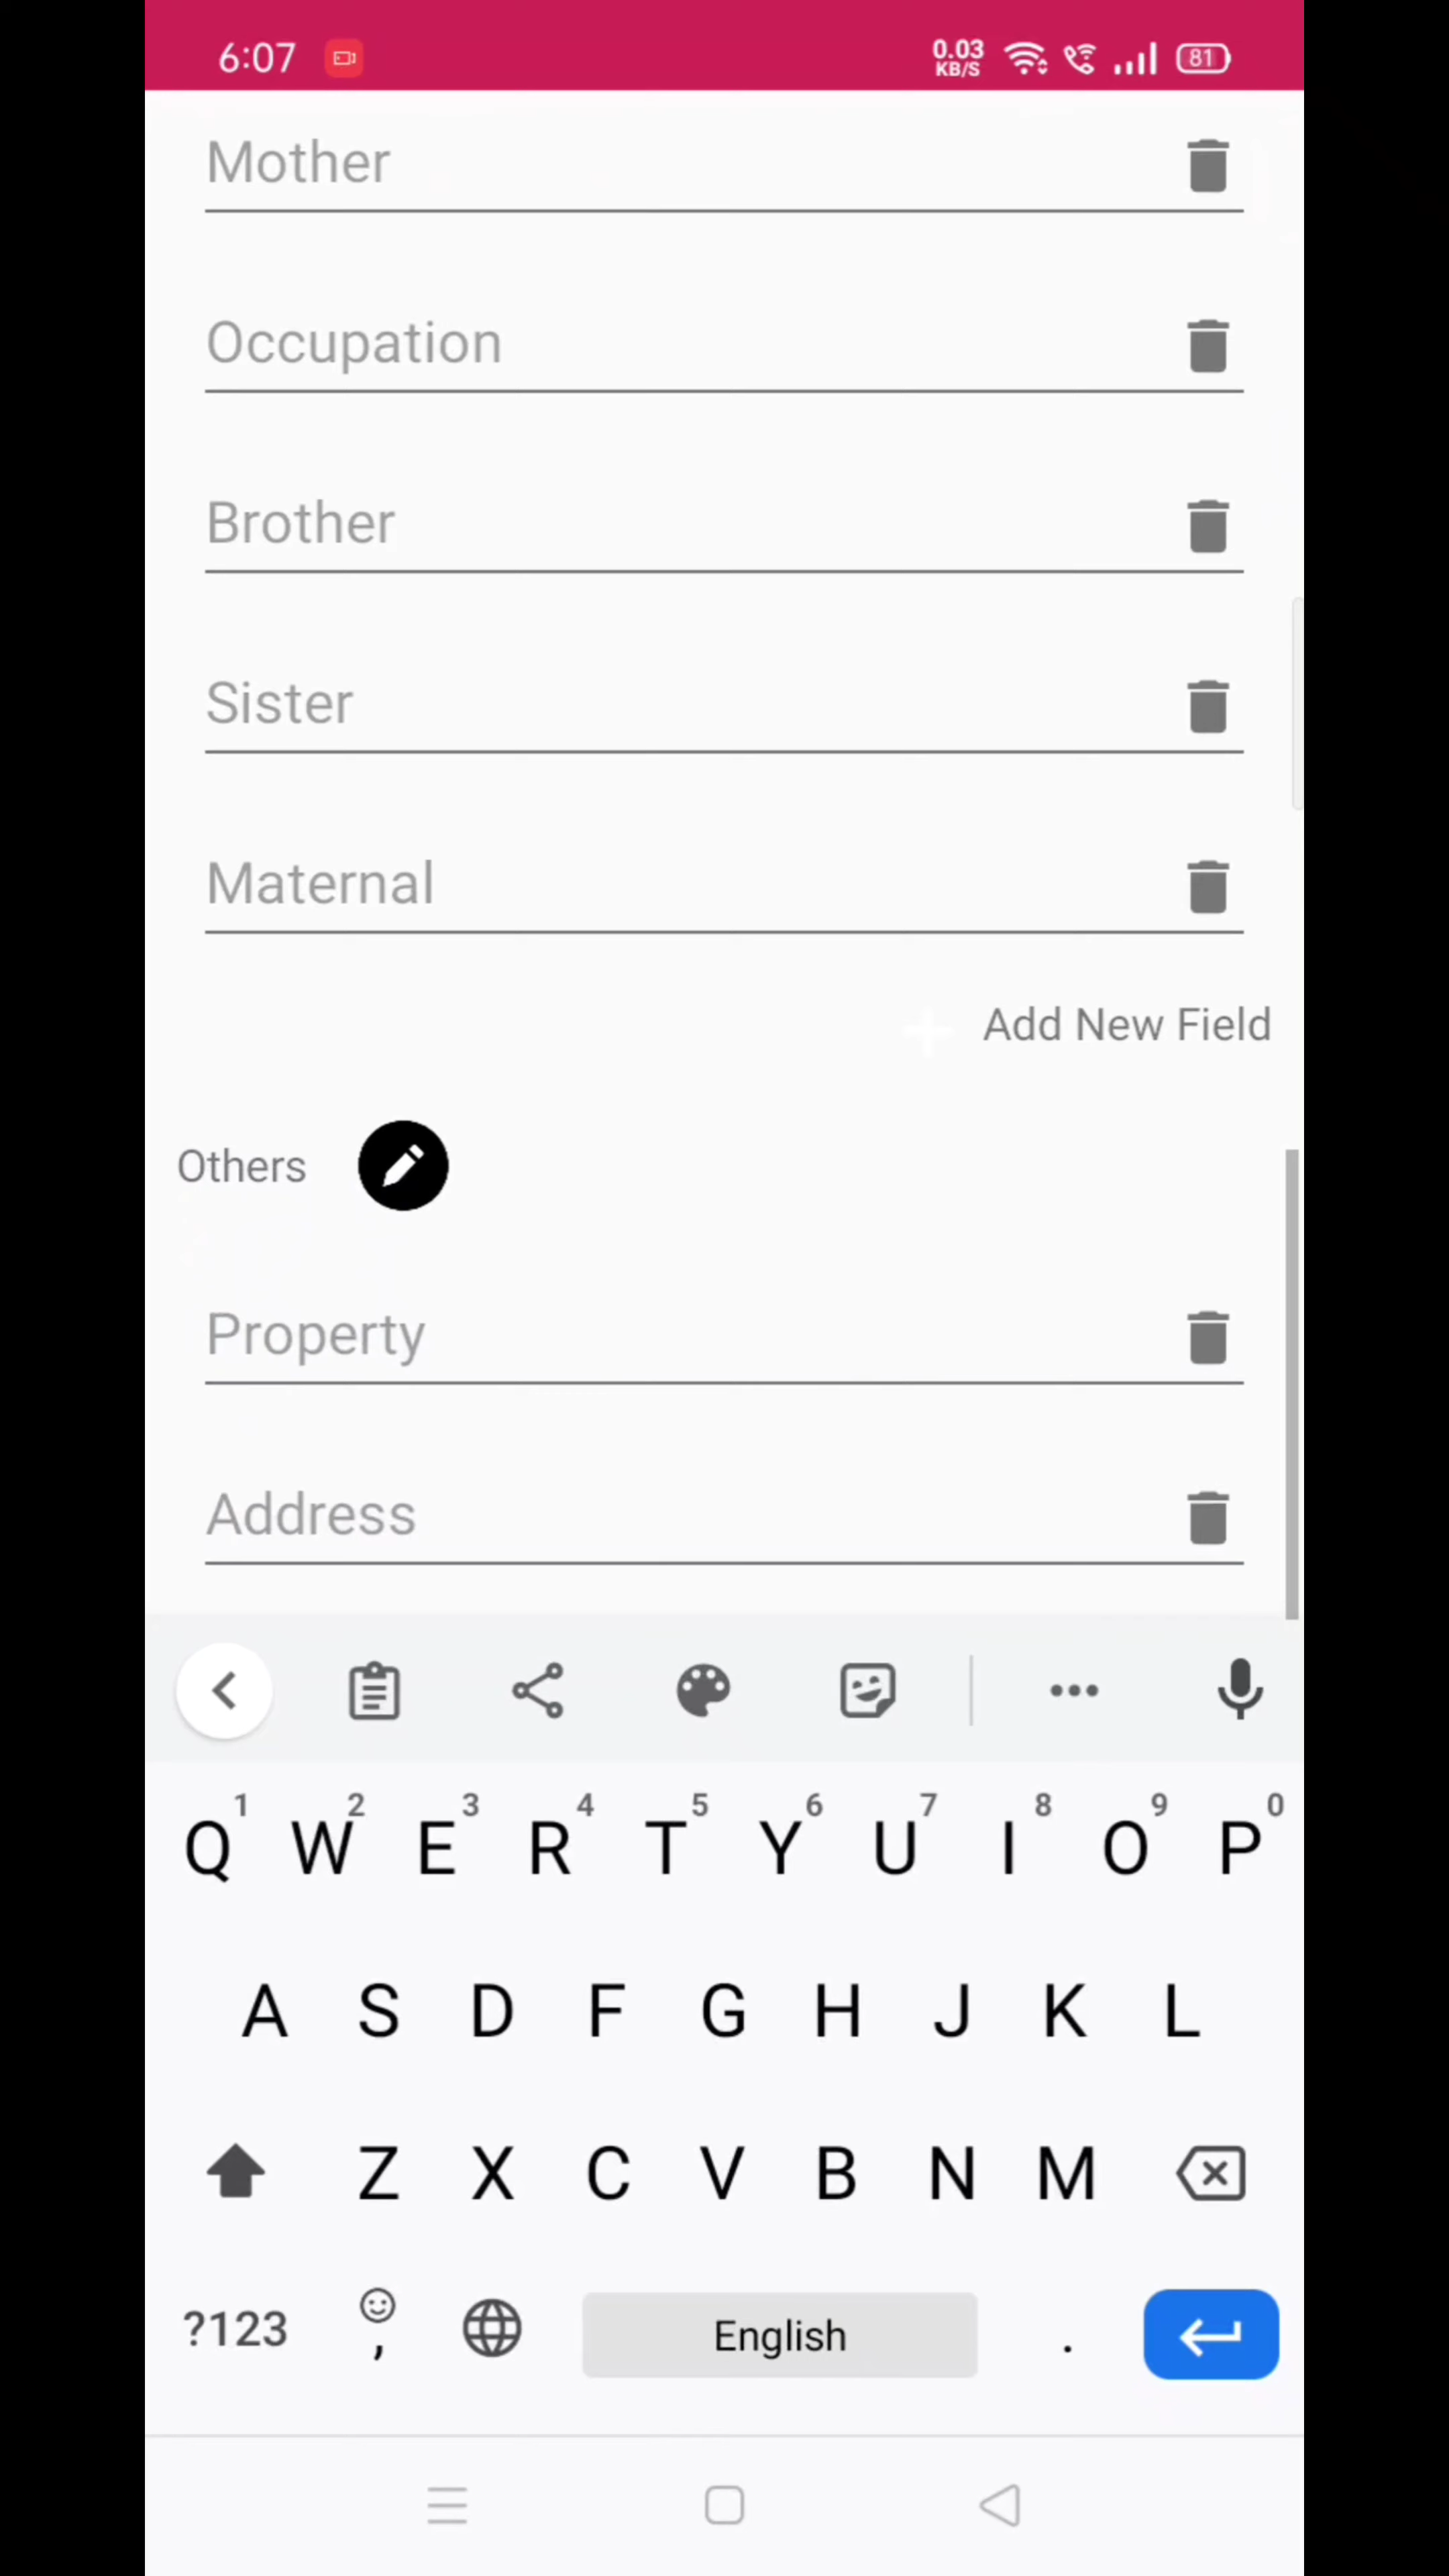 6:07 0.03 KB/S 81
Mother
Occupation
Brother
Sister
Maternal
Add New Field
Others
Property
Address
1 2 3 4 5 6 7 8 9 0
Q W E R T Y U I O P
A S D F G H J K L
Z X C V B N M
?123 , English .